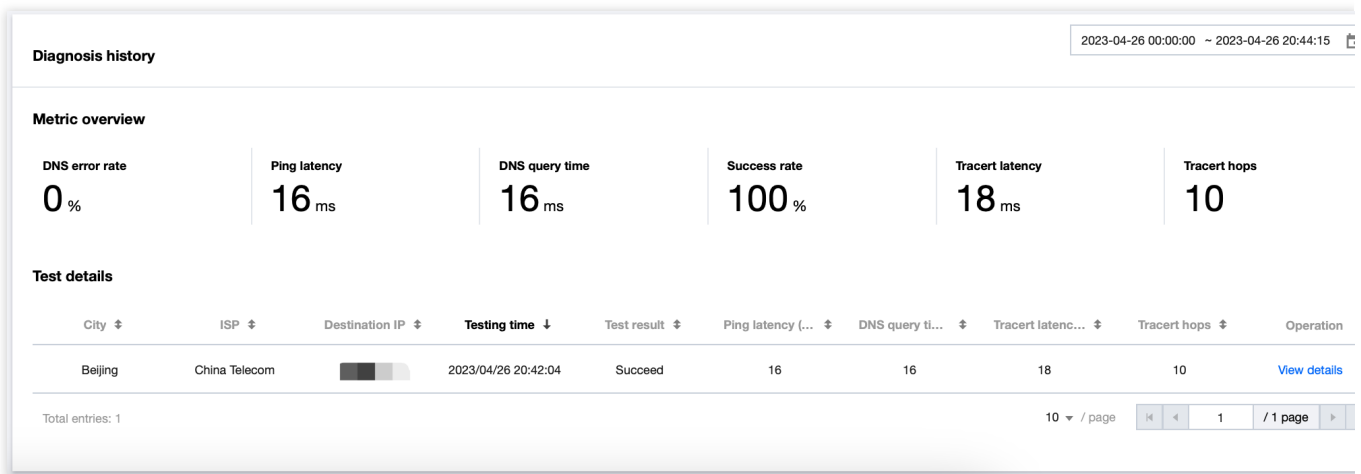 2023-04-26 00:00:00 ~ 2023-04-26 20:44:15
Diagnosis history
Metric overview
DNS error rate Ping latency DNS query time Success rate Tracert latency Tracert hops
0 % 16 ms 16 ms 100 % 18 ms 10
Test details
City ISP Destination IP Testing time Test result Ping latency (... DNS query ti... Tracert latenc... Tracert hops Operation
Beijing China Telecom 2023/04/26 20:42:04 Succeed 16 16 18 10 View details
Total entries: 1 10 / page 1 / 1 page